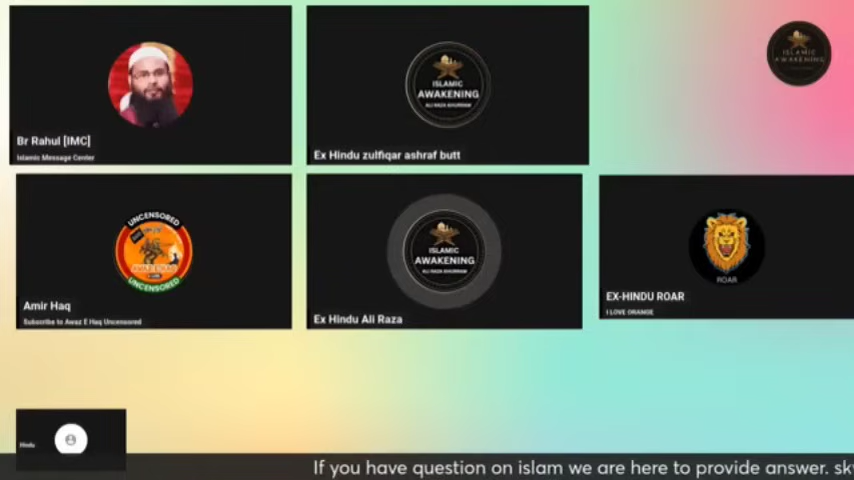 Br Rahul [IMC]
Islamic Message Center
ISLAMIC
AWAKENING
ALI RAZA KHURRAM
Ex Hindu zulfiqar ashraf butt
ISLAMIC
AWAKENING
UNCENSORED
UNCENSORED
Amir Haq
Subscribe to Awaz E Haq Uncensored
ISLAMIC
AWAKENING
ALI RAZA KHURRAM
Ex Hindu Ali Raza
ROAR
EX-HINDU ROAR
I LOVE ORANGE
Hindu
If you have question on islam we are here to provide answer. sk